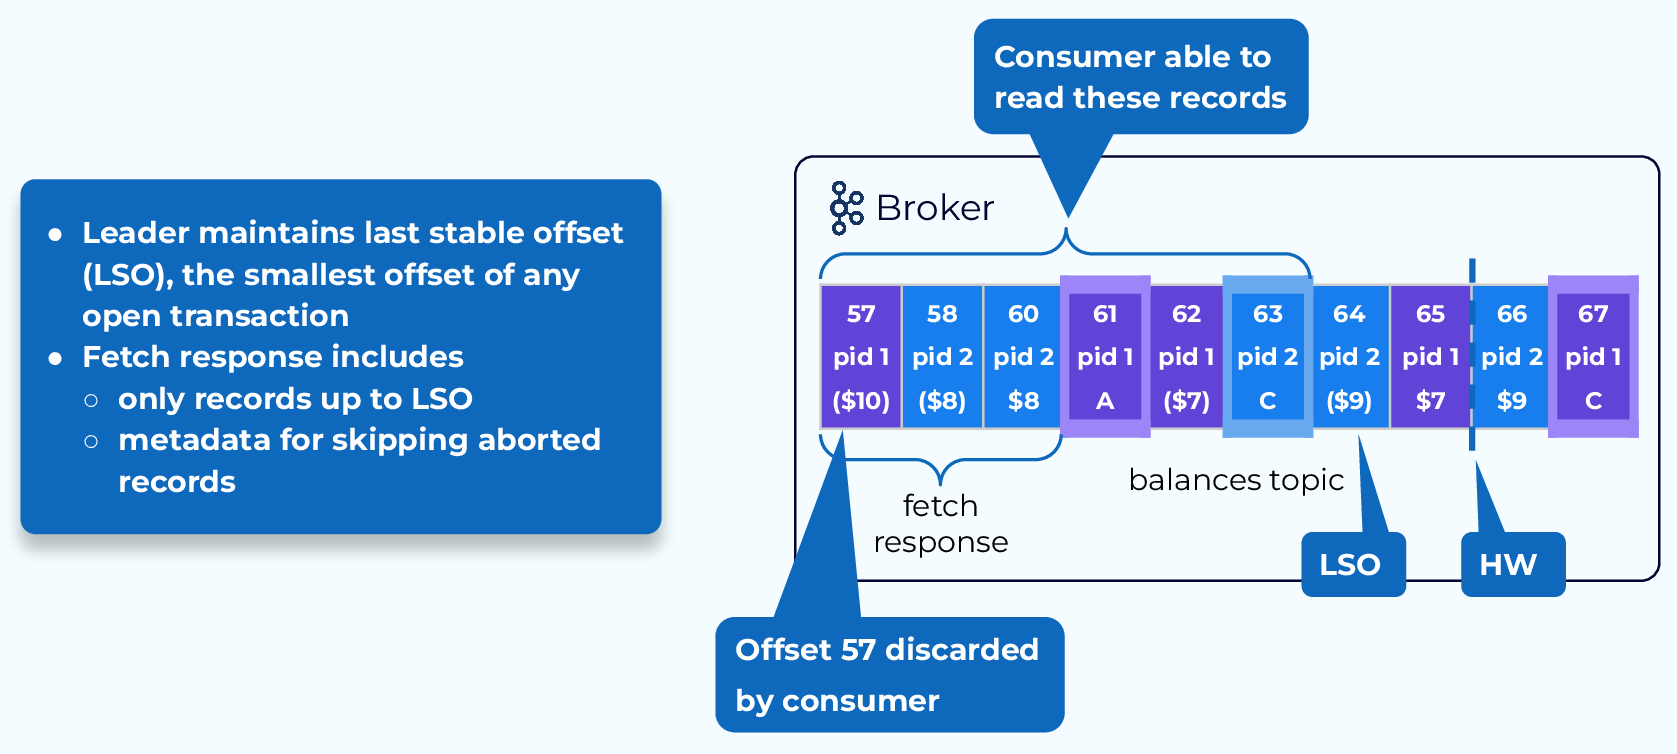 ● Leader maintains last stable offset
(LSO), the smallest offset of any
open transaction
● Fetch response includes
○ only records up to LSO
○ metadata for skipping aborted
records
Consumer able to
read these records
Broker
57 58 60 61 62 63 64 65 66 67
pid 1 pid 2 pid 2 pid 1 pid 1 pid 2 pid 2 pid 1 pid 2 pid 1
($10) ($8) $8 A ($7) C ($9) $7 $9 C
fetch
response
balances topic
LSO
HW
Offset 57 discarded
by consumer